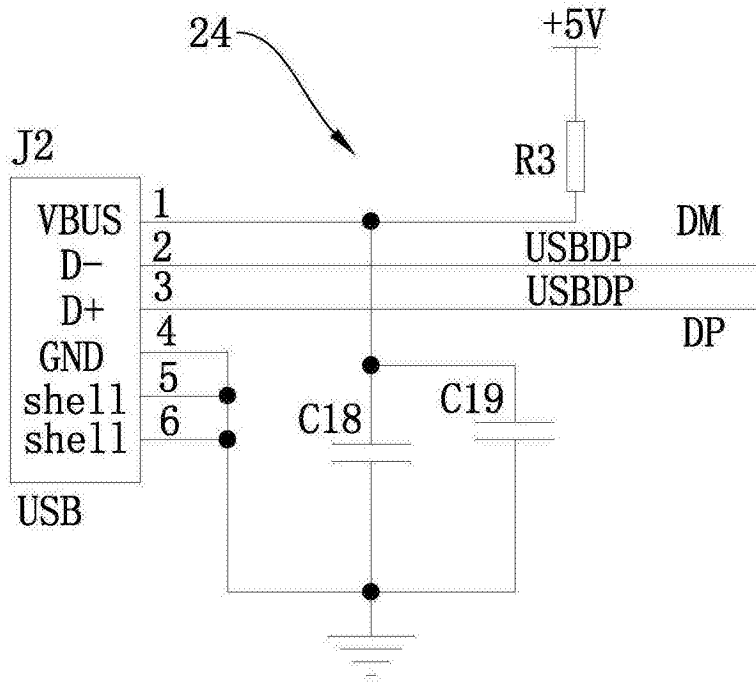 24
+5V
J2
R3
VBUS 1
DM
D- 2
USBDP
D+ 3
USBDP
DP
GND 4
shell 5
C19
shell 6
C18
USB